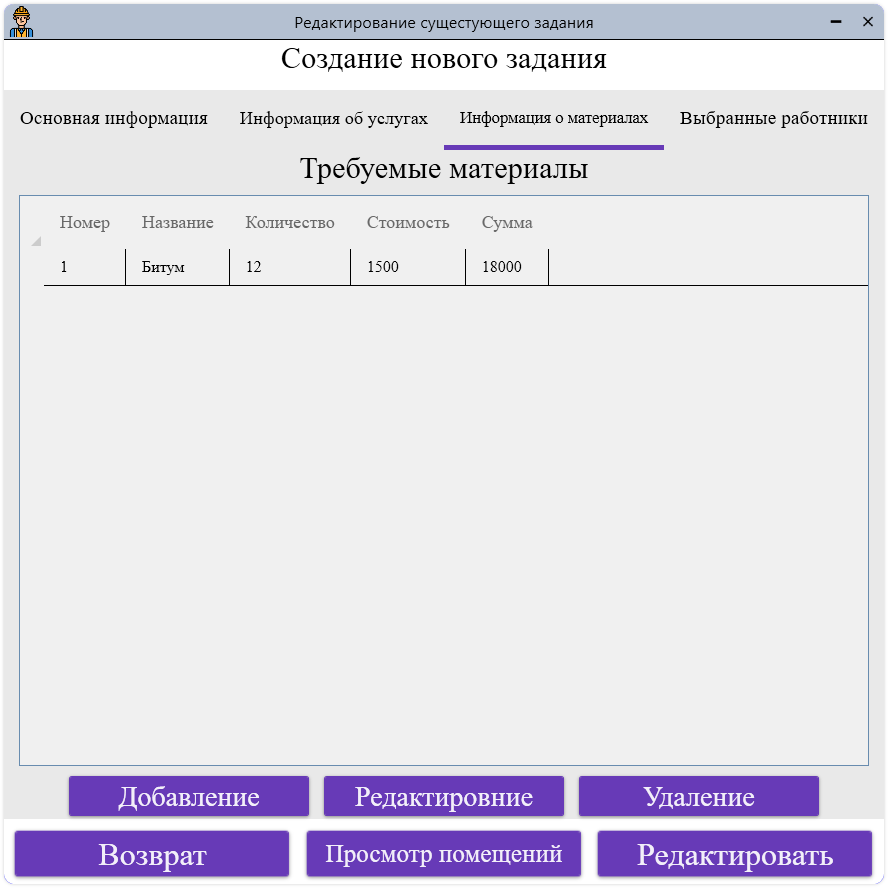 Редактирование сущестующего задания
Создание нового задания
Основная информация Информация об услугах Информация о материалах Выбранные работники
Требуемые материалы
Номер Название Количество Стоимость Сумма
1 Битум 12 1500 18000
Добавление Редактировние Удаление
Возврат Просмотр помещений Редактировать